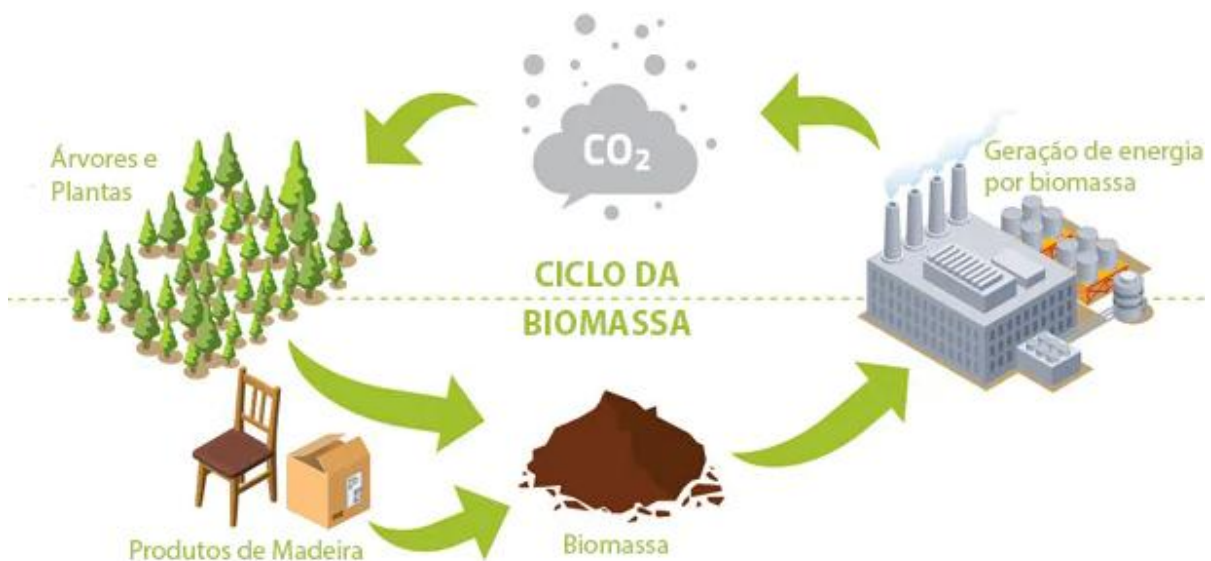 CO₂
Árvores e
Plantas
Geração de energia
por biomassa
CICLO DA
BIOMASSA
Produtos de Madeira
Biomassa